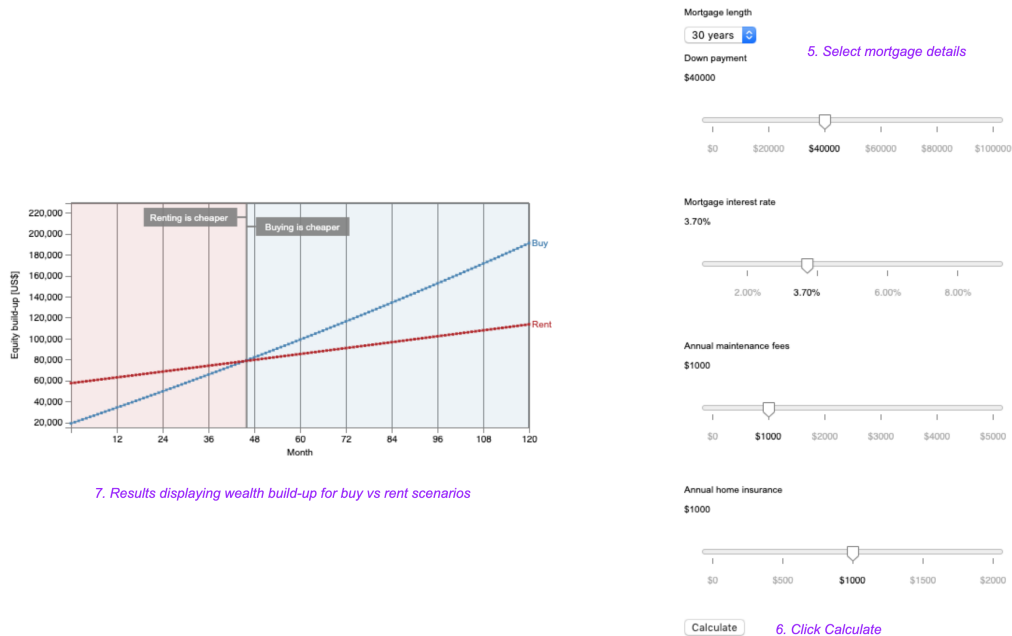 Mortgage length
30 years
5. Select mortgage details
Down payment
$40000
$0 $20000 $40000 $60000 $80000 $100000
Mortgage interest rate
3.70%
2.00% 3.70% 6.00% 8.00%
Annual maintenance fees
$1000
$0 $1000 $2000 $3000 $4000 $5000
Annual home insurance
$1000
$0 $500 $1000 $1500 $2000
Calculate
6. Click Calculate
Equity build-up [US$]
220,000
200,000
180,000
160,000
140,000
120,000
100,000
80,000
60,000
40,000
20,000
Renting is cheaper
Buying is cheaper
Buy
Rent
12 24 36 48 60 72 84 96 108 120
Month
7. Results displaying wealth build-up for buy vs rent scenarios